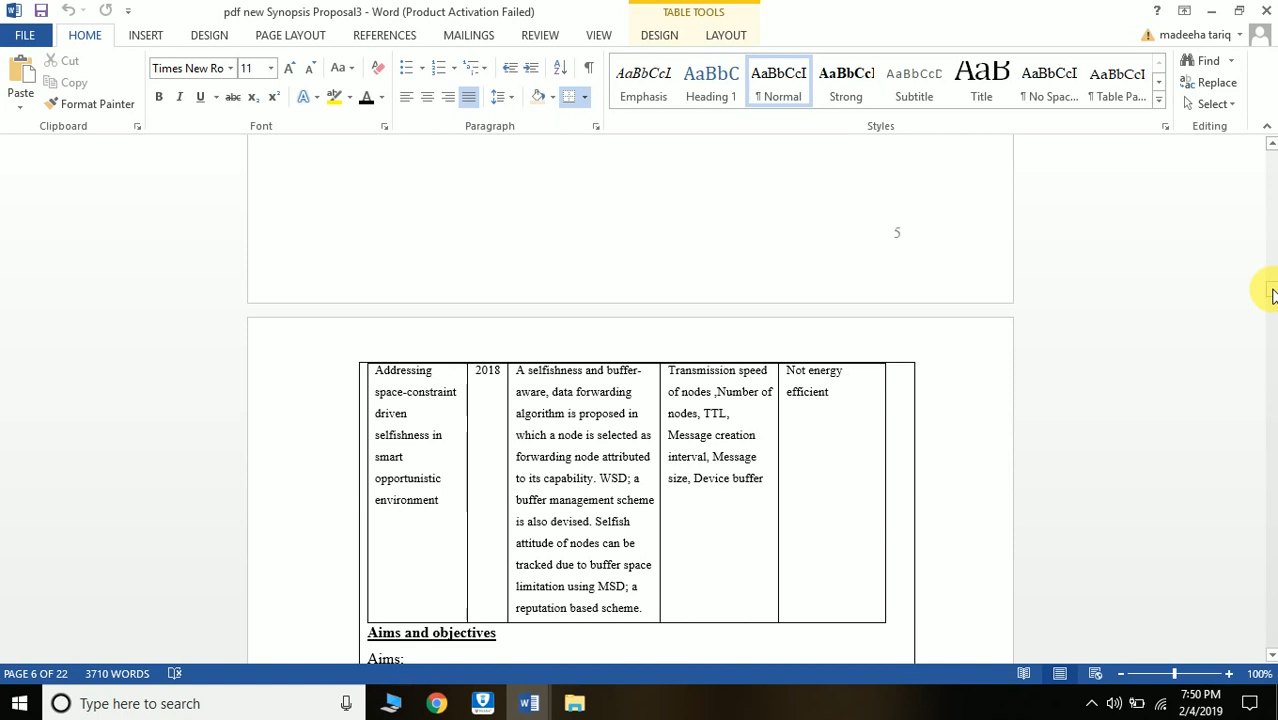 pdf new Synopsis Proposal3 - Word (Product Activation Failed)
TABLE TOOLS
?
FILE
HOME
INSERT
DESIGN
PAGE LAYOUT
REFERENCES
MAILINGS
REVIEW
VIEW
DESIGN
LAYOUT
madeeha tariq
Paste
Cut
Copy
Format Painter
Clipboard
Times New Ro
11
Aa
B I U abc x₂ x²
A
A
Font
Paragraph
AaBbCcI
Emphasis
AaBbC
Heading 1
AaBbCcI
¶ Normal
AaBbCcI
Strong
AaBbCcD
Subtitle
AaB
Title
AaBbCcI
¶ No Spac...
AaBbCcI
¶ Table Pa...
Styles
Find
Replace
Select
Editing
5
Addressing
space-constraint
driven
selfishness in
smart
opportunistic
environment
2018
A selfishness and buffer-
aware, data forwarding
algorithm is proposed in
which a node is selected as
forwarding node attributed
to its capability. WSD; a
buffer management scheme
is also devised. Selfish
attitude of nodes can be
tracked due to buffer space
limitation using MSD; a
reputation based scheme.
Transmission speed
of nodes ,Number of
nodes, TTL,
Message creation
interval, Message
size, Device buffer
Not energy
efficient
Aims and objectives
Aims:
PAGE 6 OF 22
3710 WORDS
100%
Type here to search
7:50 PM
2/4/2019